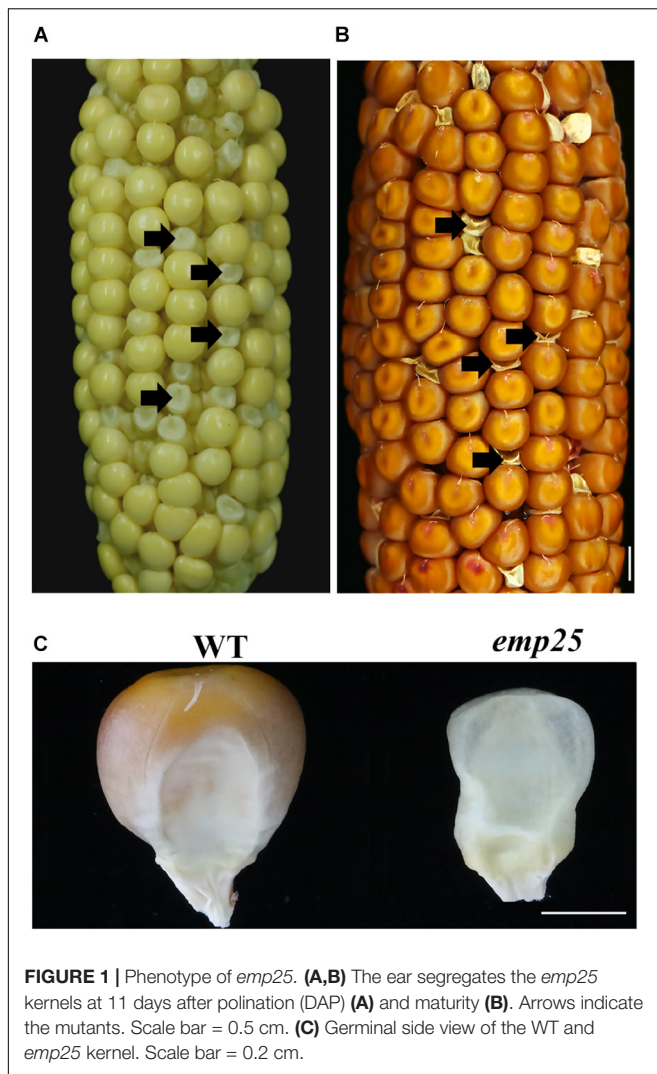 A
B
C
WT
emp25
FIGURE 1 | Phenotype of emp25. (A,B) The ear segregates the emp25
kernels at 11 days after polination (DAP) (A) and maturity (B). Arrows indicate
the mutants. Scale bar = 0.5 cm. (C) Germinal side view of the WT and
emp25 kernel. Scale bar = 0.2 cm.